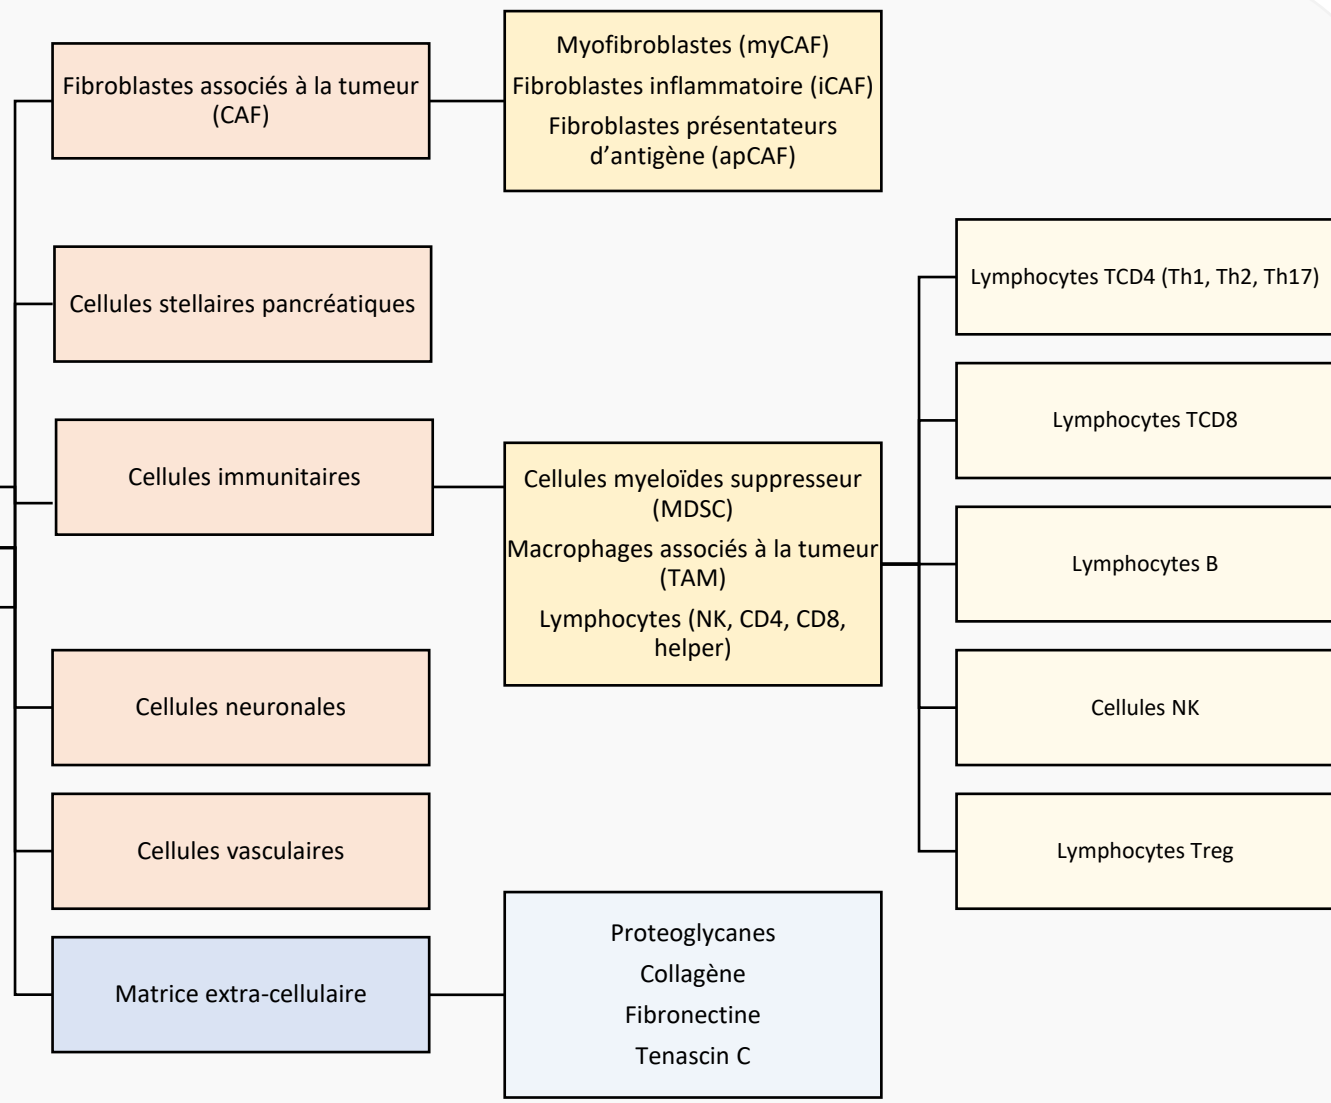 Fibroblastes associés à la tumeur
(CAF)
Myofibroblastes (myCAF)
Fibroblastes inflammatoire (iCAF)
Fibroblastes présentateurs
d’antigène (apCAF)
Cellules stellaires pancréatiques
Cellules immunitaires
Cellules myeloïdes suppresseur
(MDSC)
Macrophages associés à la tumeur
(TAM)
Lymphocytes (NK, CD4, CD8,
helper)
Lymphocytes TCD4 (Th1, Th2, Th17)
Lymphocytes TCD8
Lymphocytes B
Cellules NK
Lymphocytes Treg
Cellules neuronales
Cellules vasculaires
Matrice extra-cellulaire
Proteoglycanes
Collagène
Fibronectine
Tenascin C